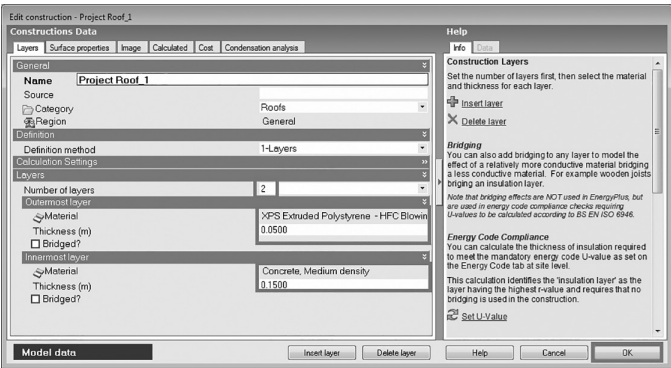 Edit construction - Project Roof_1
Constructions Data
Layers Surface properties Image Calculated Cost Condensation analysis
General
Name Project Roof_1
Source
Category Roofs
Region General
Definition
Definition method 1-Layers
Calculation Settings
Layers
Number of layers 2
Outermost layer
Material XPS Extruded Polystyrene - HFC Blowin
Thickness (m) 0.0500
Bridged?
Innermost layer
Material Concrete, Medium density
Thickness (m) 0.1500
Bridged?
Model data
Insert layer Delete layer
Help
Info Data
Construction Layers
Set the number of layers first, then select the material
and thickness for each layer.
Insert layer
Delete layer
Bridging
You can also add bridging to any layer to model the
effect of a relatively more conductive material bridging
a less conductive material. For example wooden joists
briging an insulation layer.
Note that bridging effects are NOT used in EnergyPlus, but
are used in energy code compliance checks requiring
U-values to be calculated according to BS EN ISO 6946.
Energy Code Compliance
You can calculate the thickness of insulation required
to meet the mandatory energy code U-value as set on
the Energy Code tab at site level.
This calculation identifies the 'insulation layer' as the
layer having the highest r-value and requires that no
bridging is used in the construction.
Set U-Value
Help Cancel OK